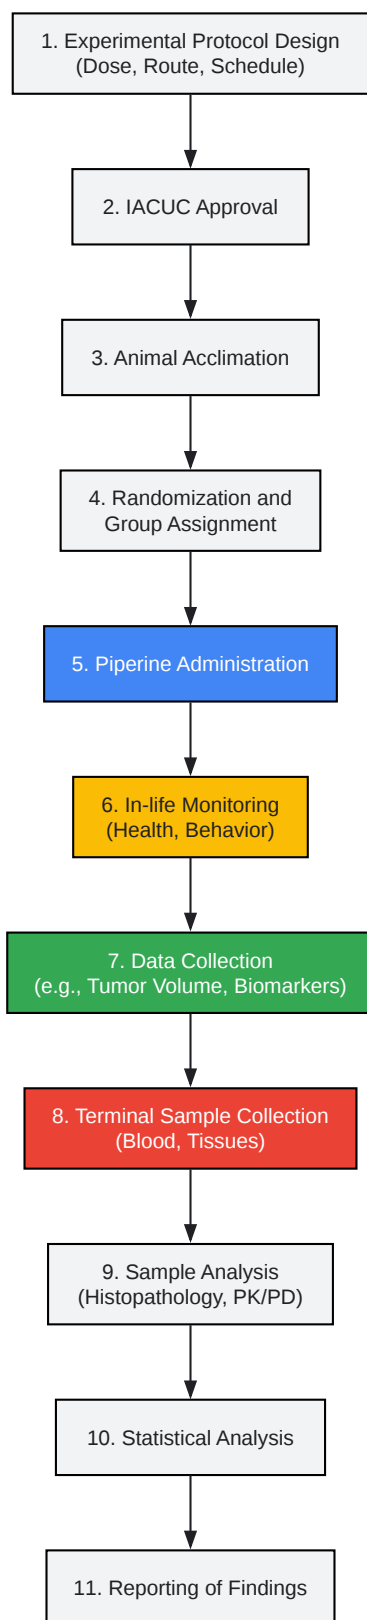 1. Experimental Protocol Design
(Dose, Route, Schedule)
2. IACUC Approval
3. Animal Acclimation
4. Randomization and
Group Assignment
5. Piperine Administration
6. In-life Monitoring
(Health, Behavior)
7. Data Collection
(e.g., Tumor Volume, Biomarkers)
8. Terminal Sample Collection
(Blood, Tissues)
9. Sample Analysis
(Histopathology, PK/PD)
10. Statistical Analysis
11. Reporting of Findings